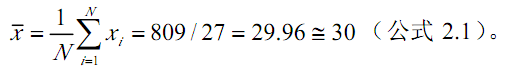 x̄ = 1/N ∑_{i=1}^{N} x_i = 809 / 27 = 29.96 ≅ 30 （公式 2.1）。